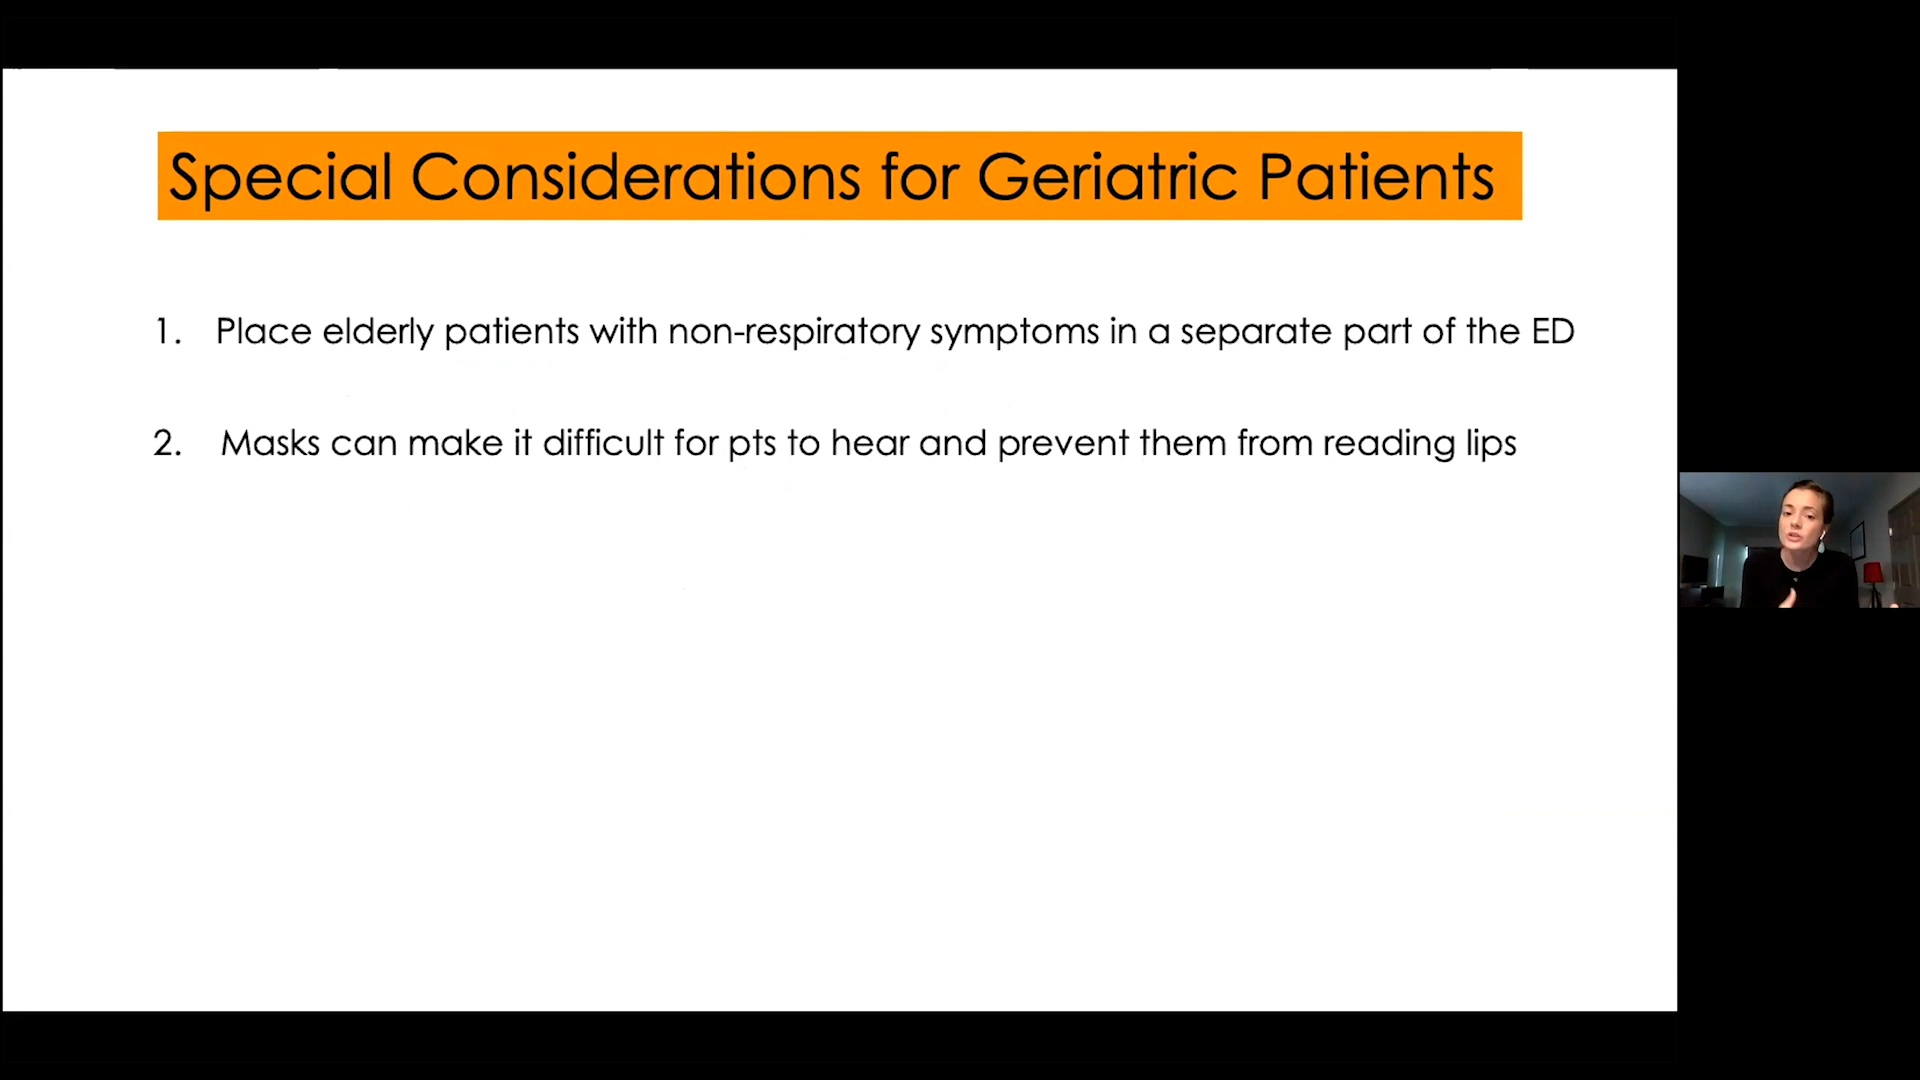 Special Considerations for Geriatric Patients
1. Place elderly patients with non-respiratory symptoms in a separate part of the ED
2. Masks can make it difficult for pts to hear and prevent them from reading lips